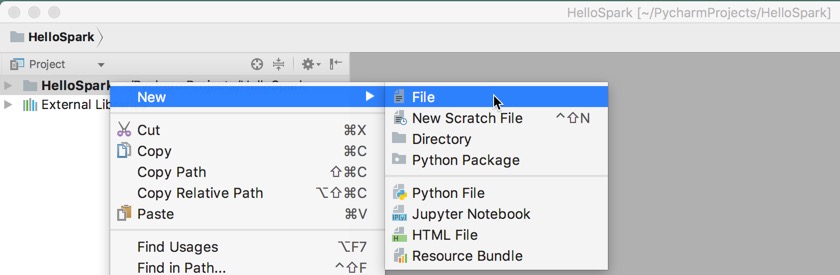 HelloSpark [~/PycharmProjects/HelloSpark]
HelloSpark
Project
HelloSpark
External Lib
New
Cut ⌘X
Copy ⌘C
Copy Path ⇧⌘C
Copy Relative Path ⌥⇧⌘C
Paste ⌘V
Find Usages ⌥F7
Find in Path... ^⇧F
File
New Scratch File ^⇧N
Directory
Python Package
Python File
Jupyter Notebook
HTML File
Resource Bundle